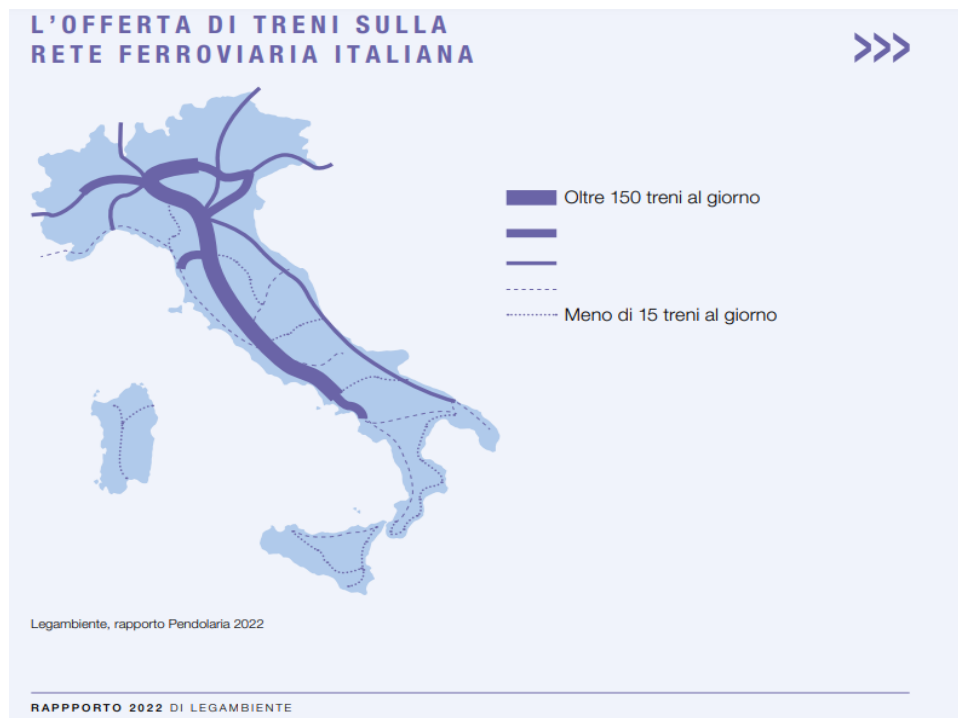 L'OFFERTA DI TRENI SULLA
RETE FERROVIARIA ITALIANA
>>>
Oltre 150 treni al giorno
Meno di 15 treni al giorno
Legambiente, rapporto Pendolaria 2022
RAPPPORTO 2022 DI LEGAMBIENTE